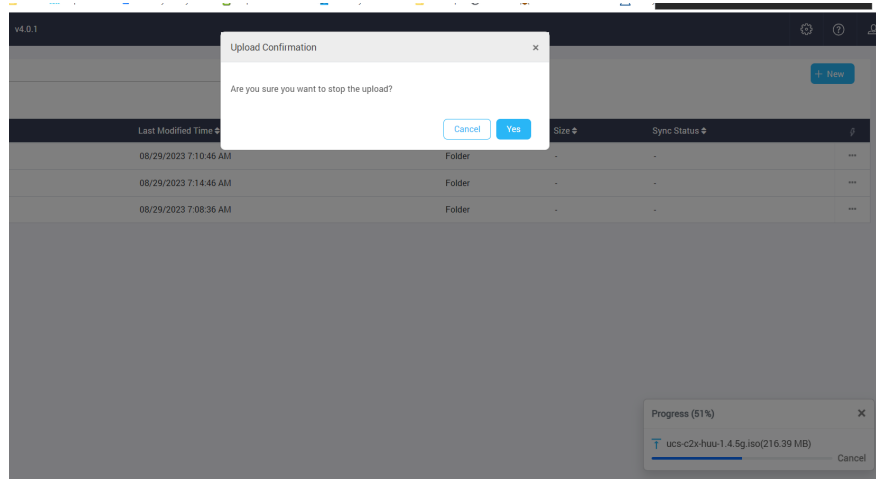 v4.0.1
Upload Confirmation ×
Are you sure you want to stop the upload?
Cancel Yes
+ New
Last Modified Time Size Sync Status
08/29/2023 7:10:46 AM Folder - -
08/29/2023 7:14:46 AM Folder - -
08/29/2023 7:08:36 AM Folder - -
Progress (51%) ×
ucs-c2x-huu-1.4.5g.iso(216.39 MB)
Cancel